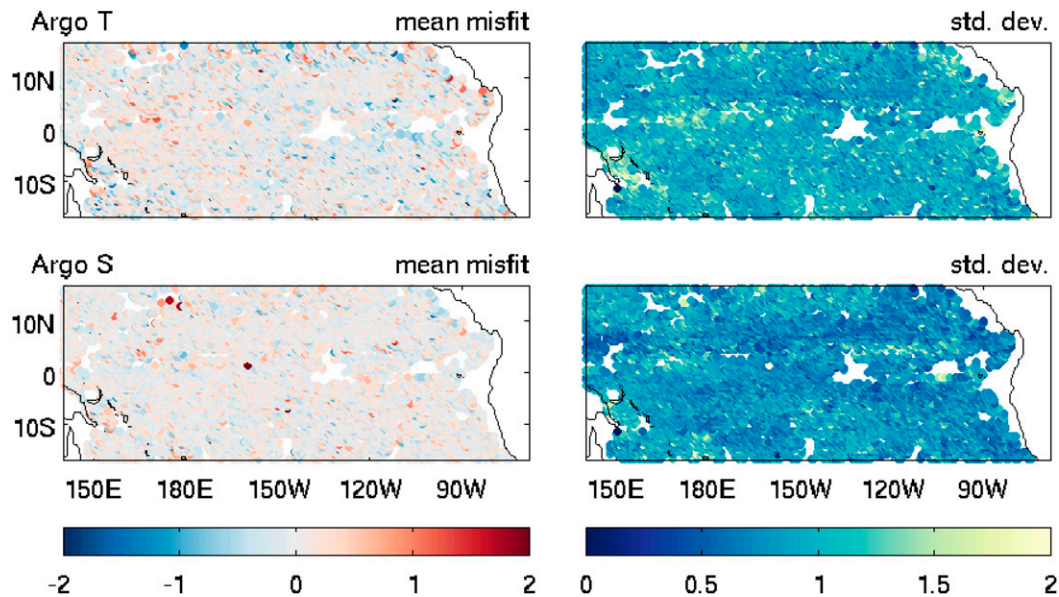 Argo T mean misfit std. dev.
10N
0
10S
Argo S mean misfit std. dev.
10N
0
10S
150E 180E 150W 120W 90W 150E 180E 150W 120W 90W
-2 -1 0 1 2 0 0.5 1 1.5 2